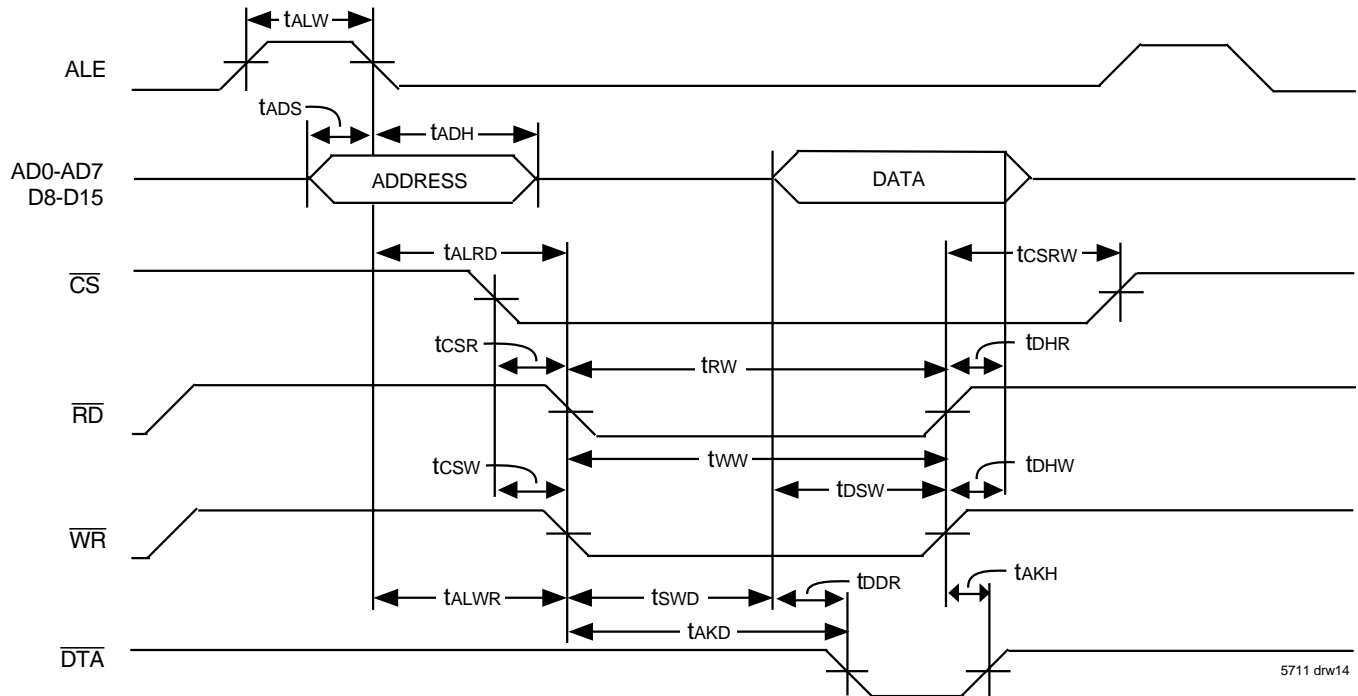 tALW
ALE
tADS
tADH
AD0-AD7
D8-D15
ADDRESS
DATA
tALRD
tCSRW
CS
tCSR
tRW
tDHR
RD
tCSW
tWW
tDHW
tDSW
WR
tALWR
tSWD
tDDR
tAKH
tAKD
DTA
5711 drw14